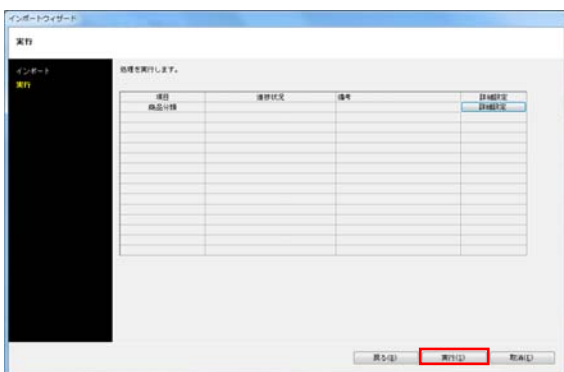 インポートウィザード
実行
インポート
実行
処理を実行します。
項目 進捗状況 備考 詳細設定
商品分類 詳細設定
戻る(B) 実行(E) 取消(C)